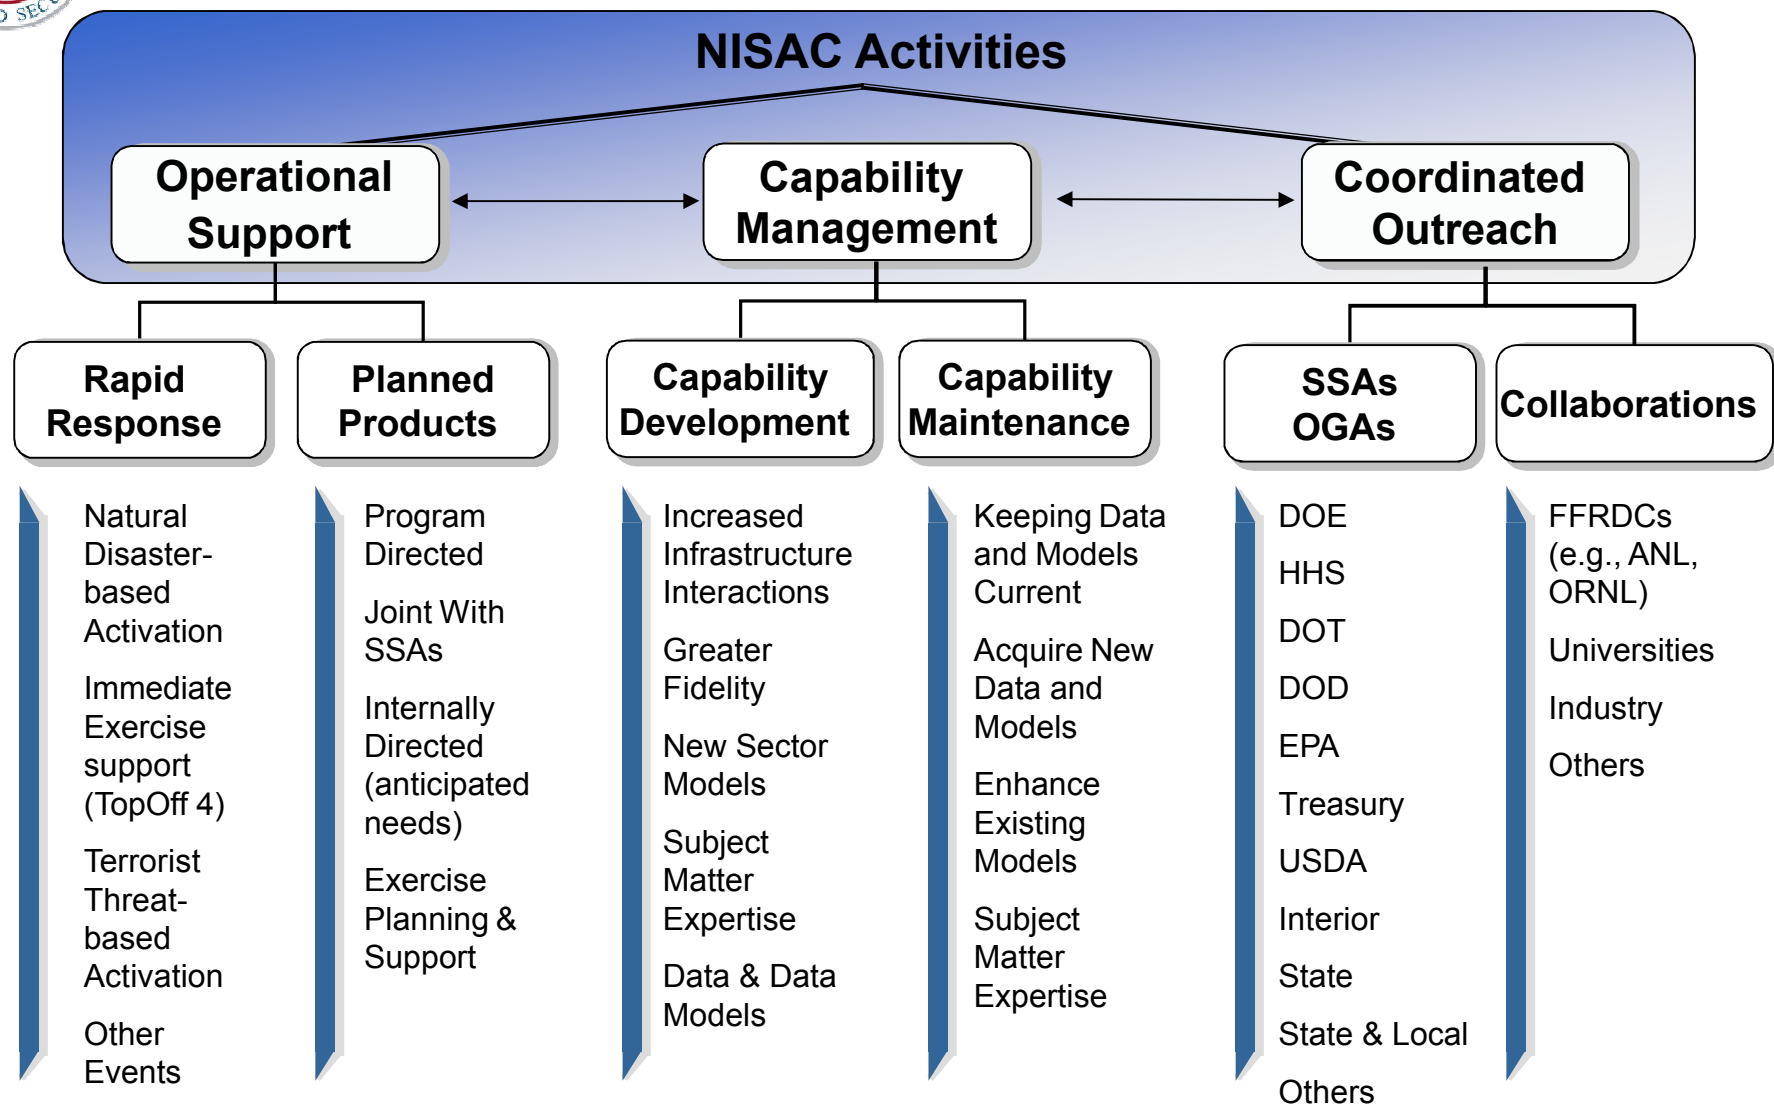 D SECU
NISAC Activities
Operational
Support
Capability
Management
Coordinated
Outreach
Rapid
Response
Planned
Products
Capability
Development
Capability
Maintenance
SSAs
OGAs
Collaborations
Natural
Disaster-
based
Activation
Immediate
Exercise
support
(TopOff 4)
Terrorist
Threat-
based
Activation
Other
Events
Program
Directed
Joint With
SSAs
Internally
Directed
(anticipated
needs)
Exercise
Planning &
Support
Increased
Infrastructure
Interactions
Greater
Fidelity
New Sector
Models
Subject
Matter
Expertise
Data & Data
Models
Keeping Data
and Models
Current
Acquire New
Data and
Models
Enhance
Existing
Models
Subject
Matter
Expertise
DOE
HHS
DOT
DOD
EPA
Treasury
USDA
Interior
State
State & Local
Others
FFRDCs
(e.g., ANL,
ORNL)
Universities
Industry
Others